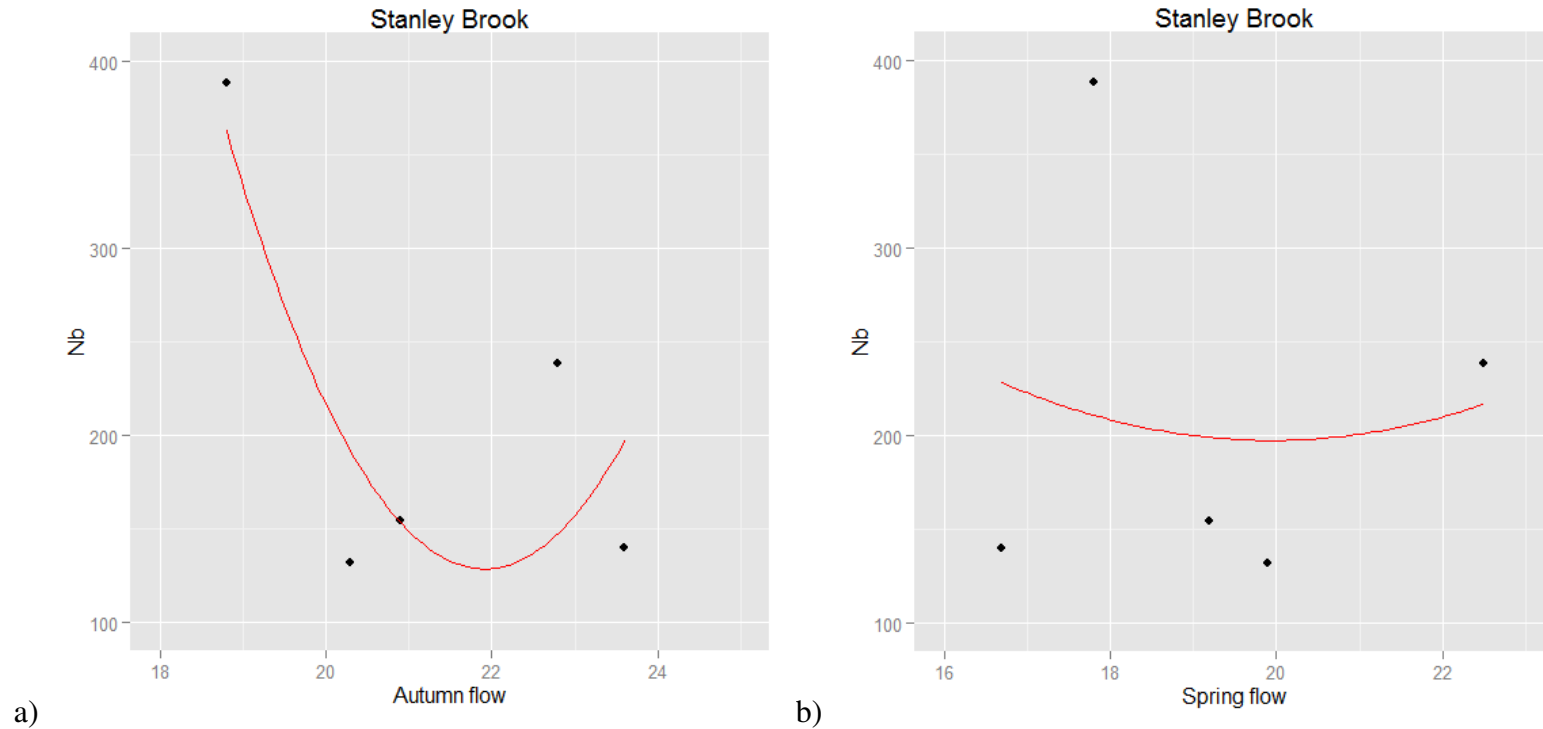 Stanley Brook
400
300
200
100
Nb
18 20 22 24
Autumn flow
a)
Stanley Brook
400
300
200
100
Nb
16 18 20 22
Spring flow
b)